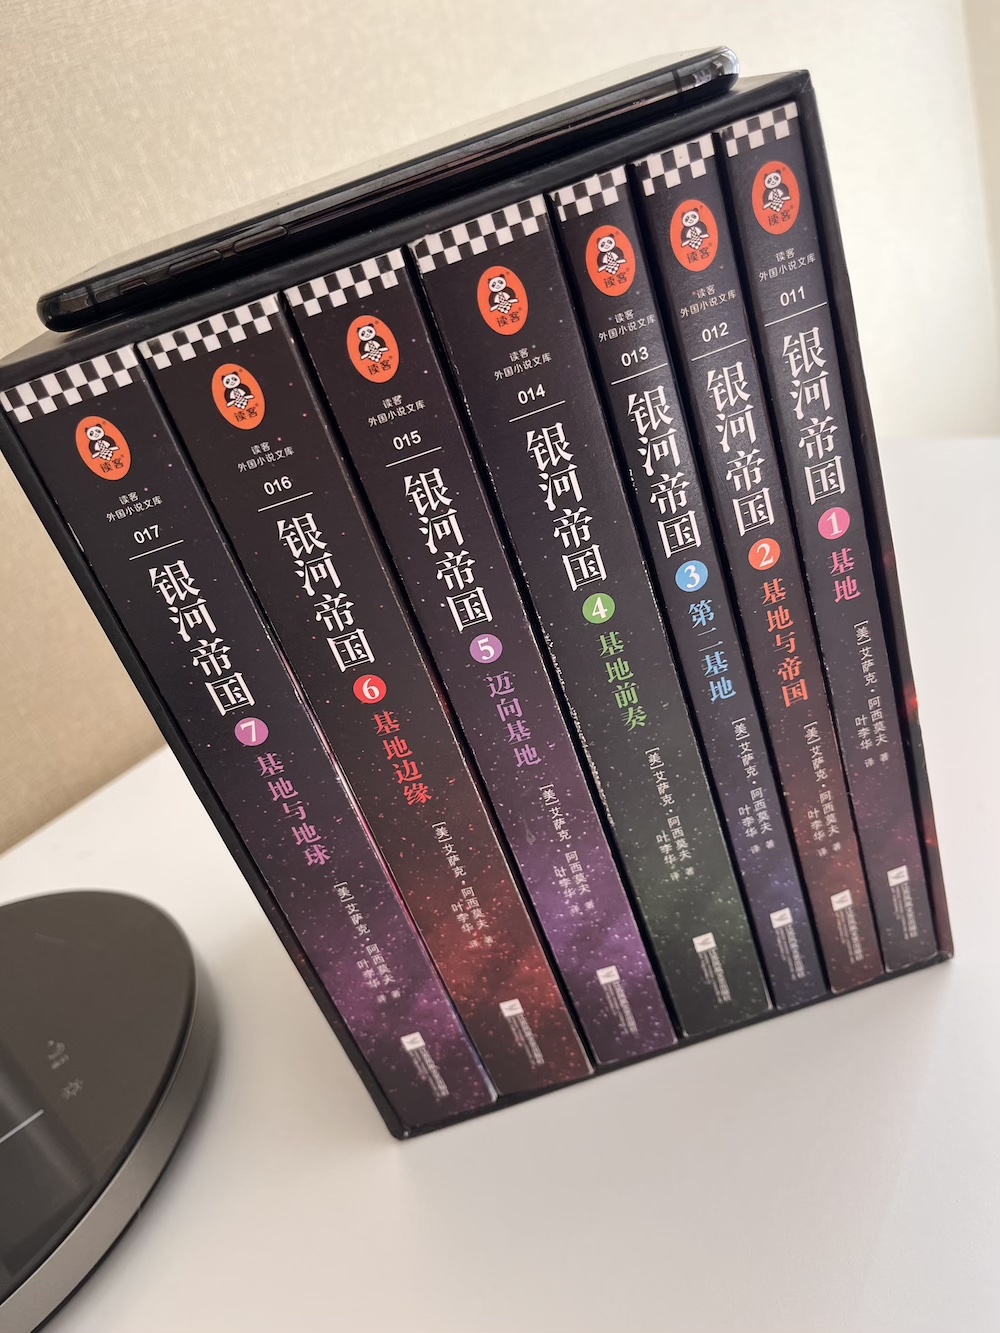 读客®
读客
外国小说文库
017
银河帝国
7
基地与地球
[美]艾萨克·阿西莫夫 著
叶李华 译
读客®
读客
外国小说文库
016
银河帝国
6
基地边缘
[美]艾萨克·阿西莫夫 著
叶李华 译
读客®
读客
外国小说文库
015
银河帝国
5
迈向基地
[美]艾萨克·阿西莫夫 著
叶李华 译
读客®
读客
外国小说文库
014
银河帝国
4
基地前奏
[美]艾萨克·阿西莫夫 著
叶李华 译
读客®
读客
外国小说文库
013
银河帝国
3
第二基地
[美]艾萨克·阿西莫夫 著
叶李华 译
读客®
读客
外国小说文库
012
银河帝国
2
基地与帝国
[美]艾萨克·阿西莫夫 著
叶李华 译
读客®
读客
外国小说文库
011
银河帝国
1
基地
[美]艾萨克·阿西莫夫 著
叶李华 译